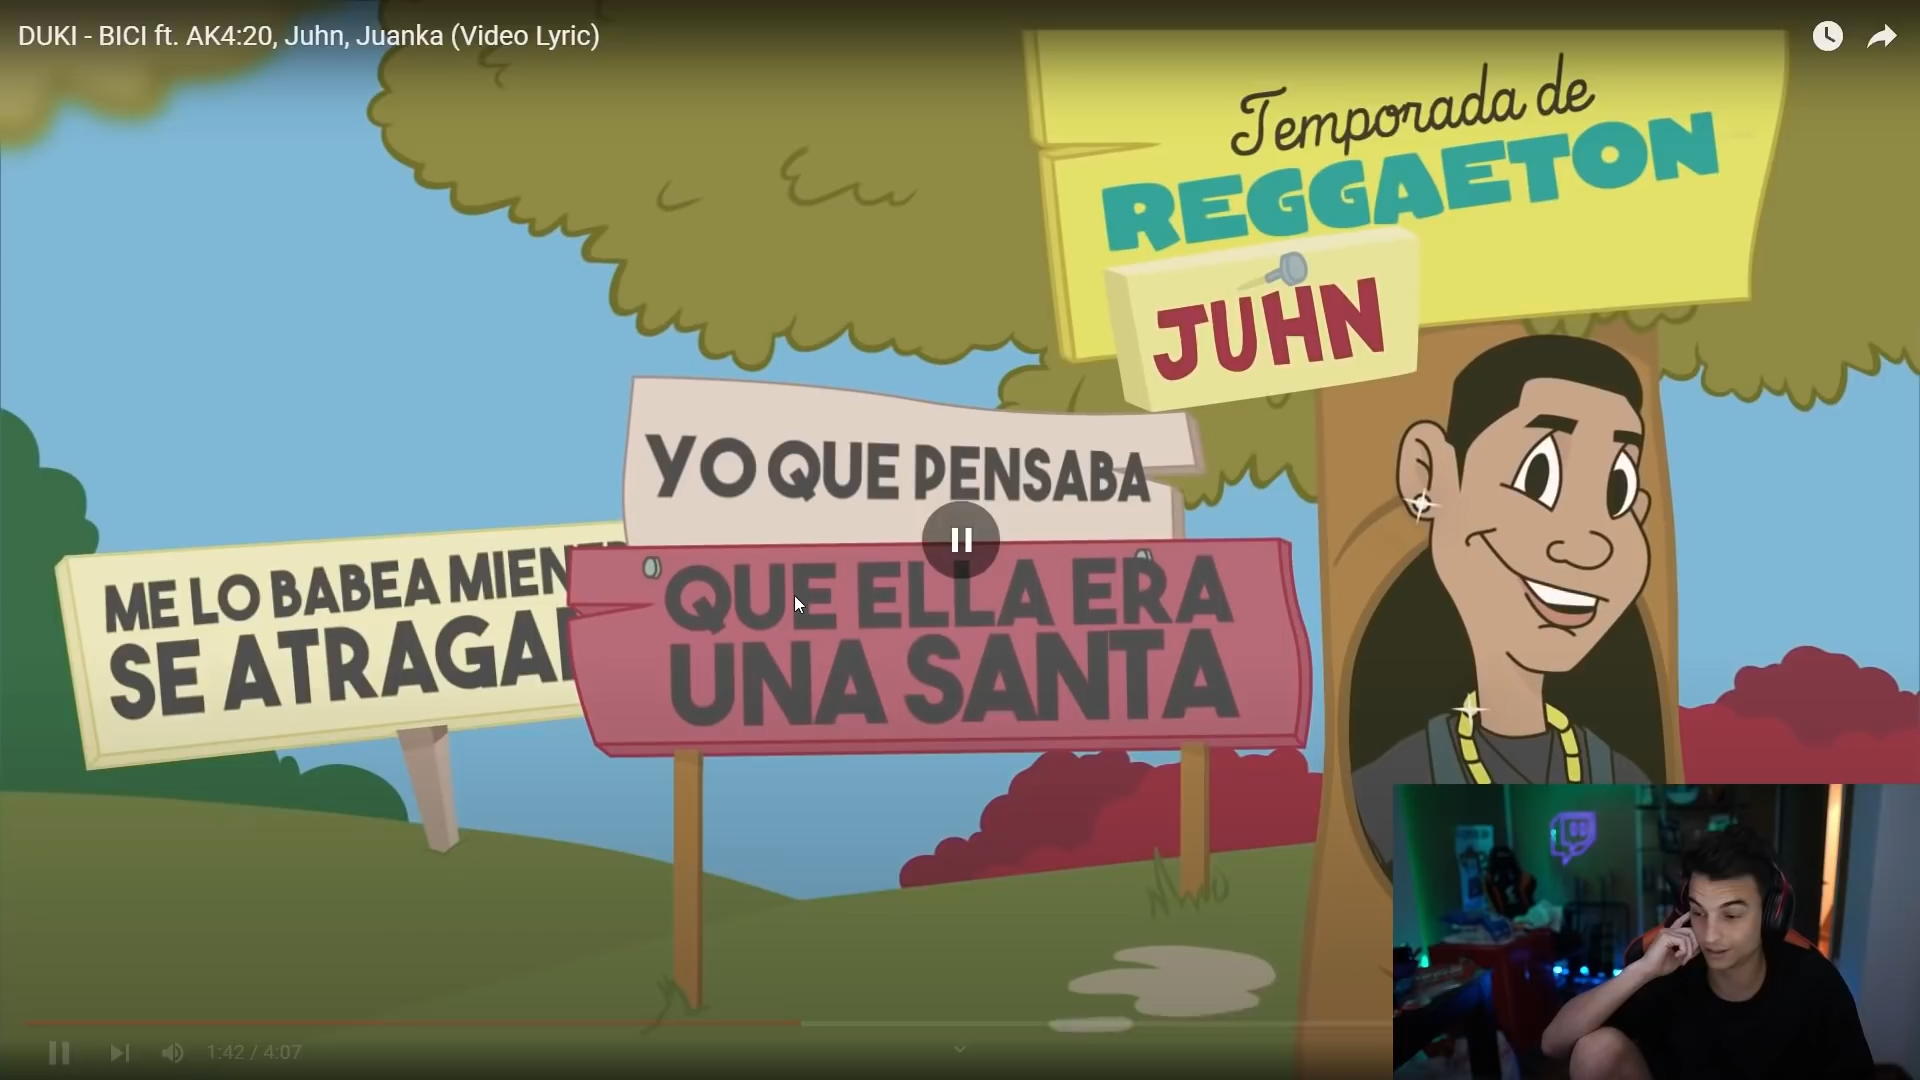 DUKI - BICI ft. AK4:20, Juhn, Juanka (Video Lyric)
Temporada de
REGGAETON
JUHN
YO QUE PENSABA
QUE ELLA ERA
UNA SANTA
ME LO BABEA
SE
1:42 / 4:07